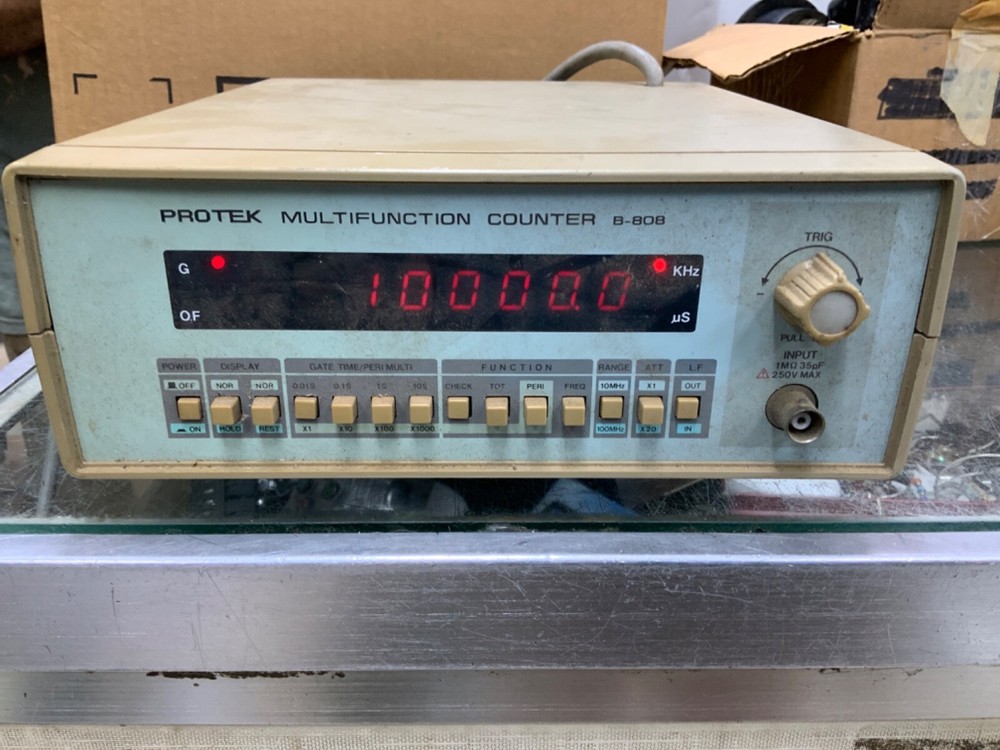 PROTEK MULTIFUNCTION COUNTER B-808
TRIG
G KHz
10000.0
O.F µS
−
PULL
INPUT
1MΩ 35pF
⚠ 250V MAX
POWER DISPLAY GATE TIME/PERI MULTI FUNCTION RANGE ATT L.F
OFF NOR NOR 0.01S 0.1S 1S 10S CHECK TOT PERI FREQ 10MHz X1 OUT
ON HOLD REST X1 X10 X100 X1000 100MHz X20 IN